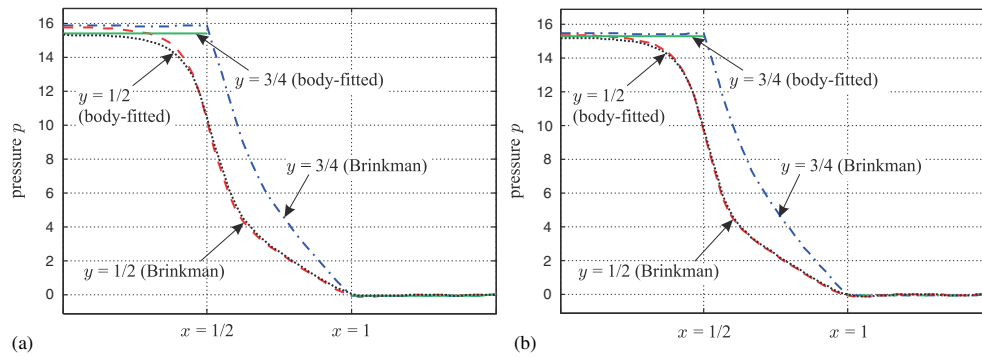 16
14
12
10
8
6
4
2
0
pressure p
y = 3/4 (body-fitted)
y = 1/2
(body-fitted)
y = 3/4 (Brinkman)
y = 1/2 (Brinkman)
x = 1/2
x = 1
(a)
16
14
12
10
8
6
4
2
0
pressure p
y = 3/4 (body-fitted)
y = 1/2
(body-fitted)
y = 3/4 (Brinkman)
y = 1/2 (Brinkman)
x = 1/2
x = 1
(b)